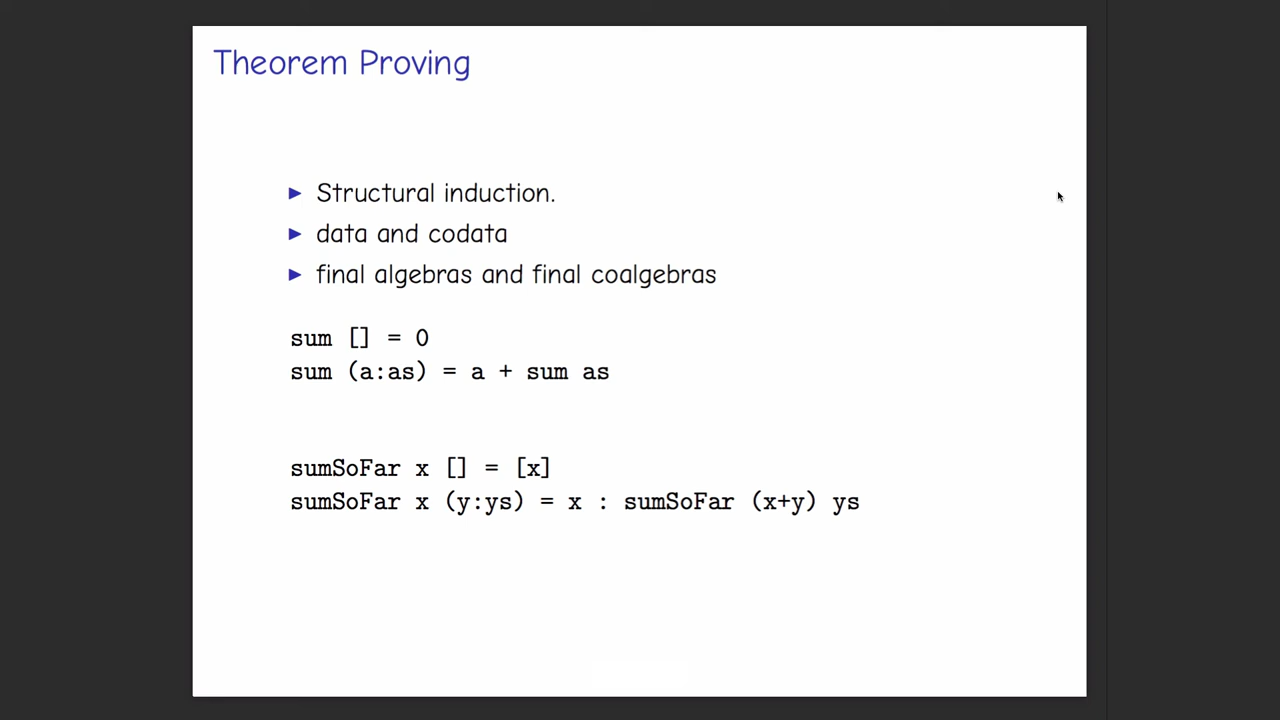 Theorem Proving
Structural induction.
data and codata
final algebras and final coalgebras
sum [] = 0
sum (a:as) = a + sum as
sumSoFar x [] = [x]
sumSoFar x (y:ys) = x : sumSoFar (x+y) ys